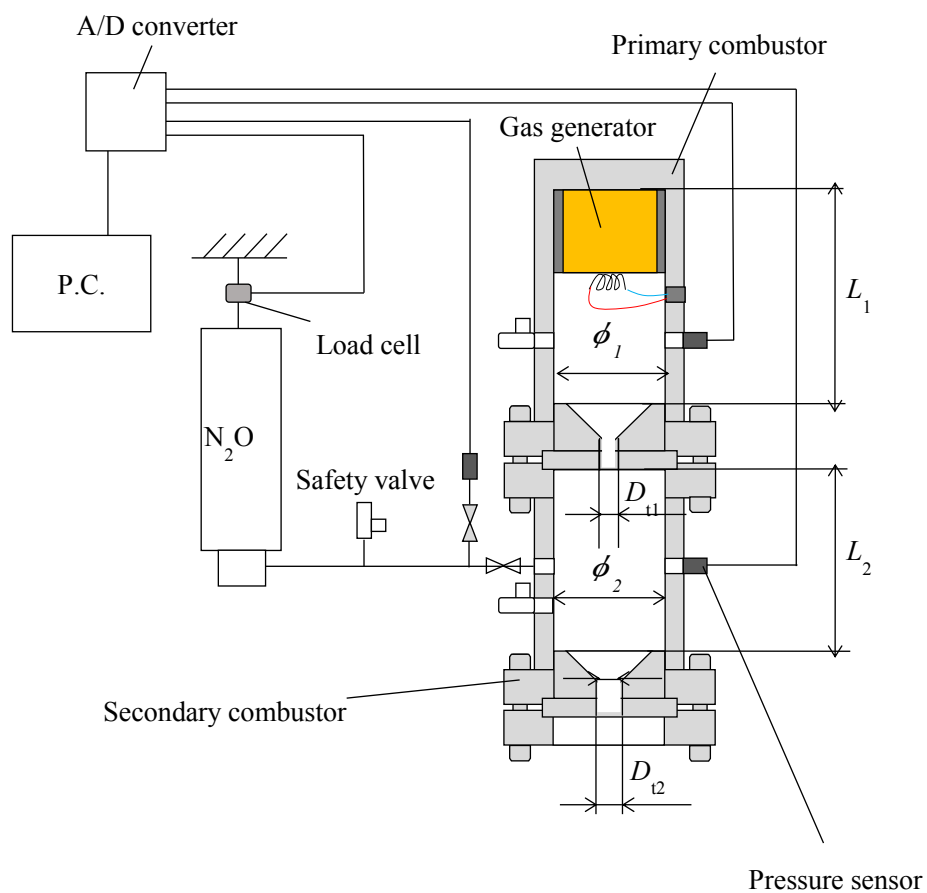 A/D converter
Primary combustor
Gas generator
P.C.
Load cell
L1
ϕ1
N2O
Safety valve
Dt1
L2
ϕ2
Secondary combustor
Dt2
Pressure sensor